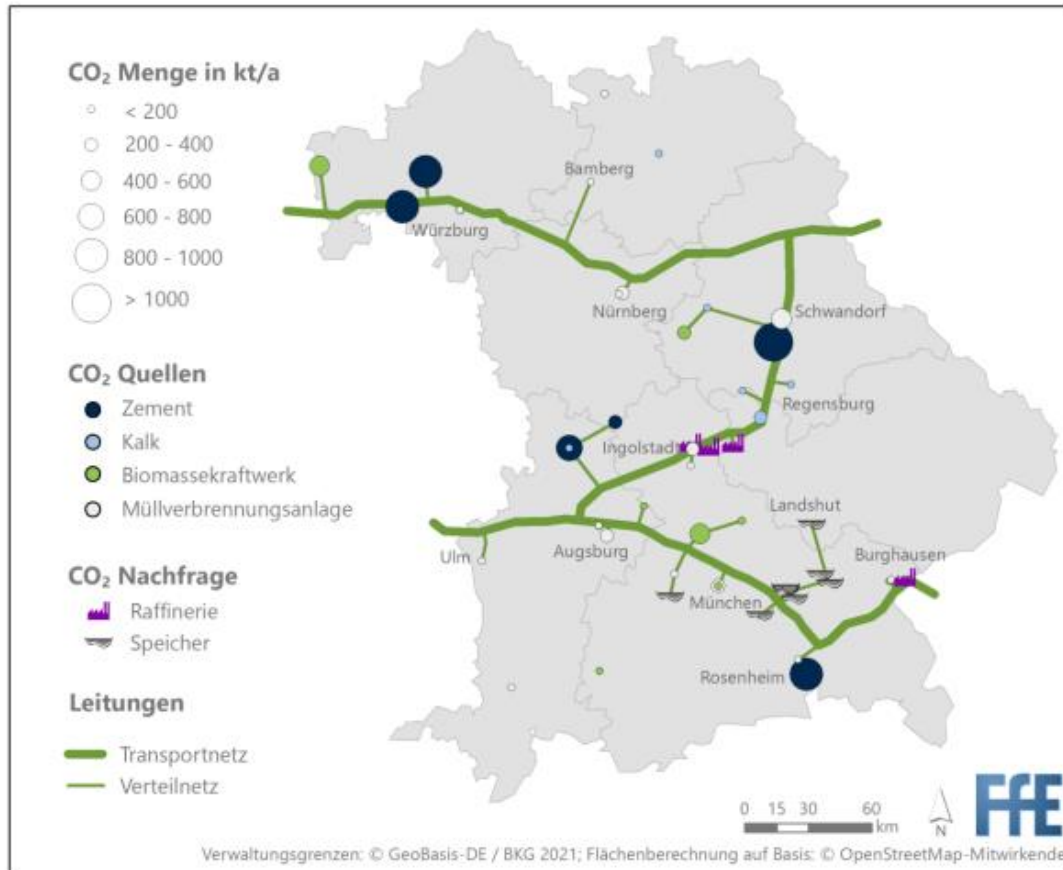 CO₂ Menge in kt/a
< 200
200 - 400
400 - 600
600 - 800
800 - 1000
> 1000
CO₂ Quellen
Zement
Kalk
Biomassekraftwerk
Müllverbrennungsanlage
CO₂ Nachfrage
Raffinerie
Speicher
Leitungen
Transportnetz
Verteilnetz
Bamberg
Würzburg
Nürnberg
Schwandorf
Regensburg
Ingolstadt
Landshut
Ulm
Augsburg
Burghausen
München
Rosenheim
0 15 30 60
km
N
FfE
Verwaltungsgrenzen: © GeoBasis-DE / BKG 2021; Flächenberechnung auf Basis: © OpenStreetMap-Mitwirkende